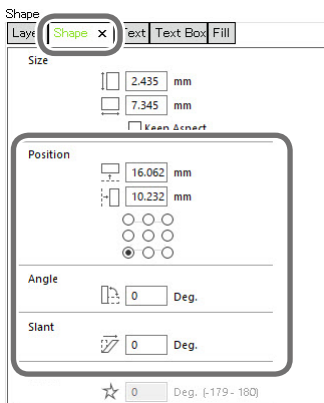 Shape
Laye Shape × Text Text Box Fill
Size
2.435 mm
7.345 mm
Keep Aspect
Position
16.062 mm
10.232 mm
Angle
0 Deg.
Slant
0 Deg.
0 Deg. (-179 - 180)